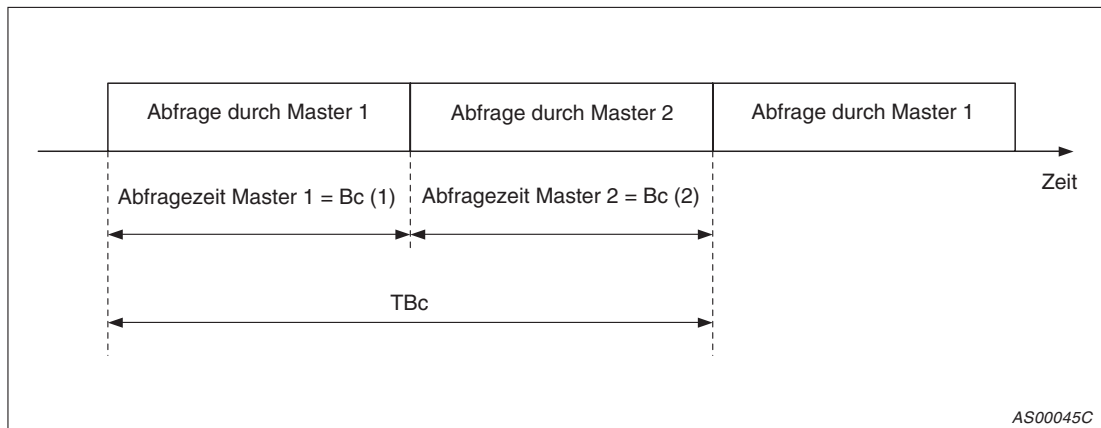 Abfrage durch Master 1
Abfrage durch Master 2
Abfrage durch Master 1
Zeit
Abfragezeit Master 1 = Bc (1)
Abfragezeit Master 2 = Bc (2)
TBc
AS00045C